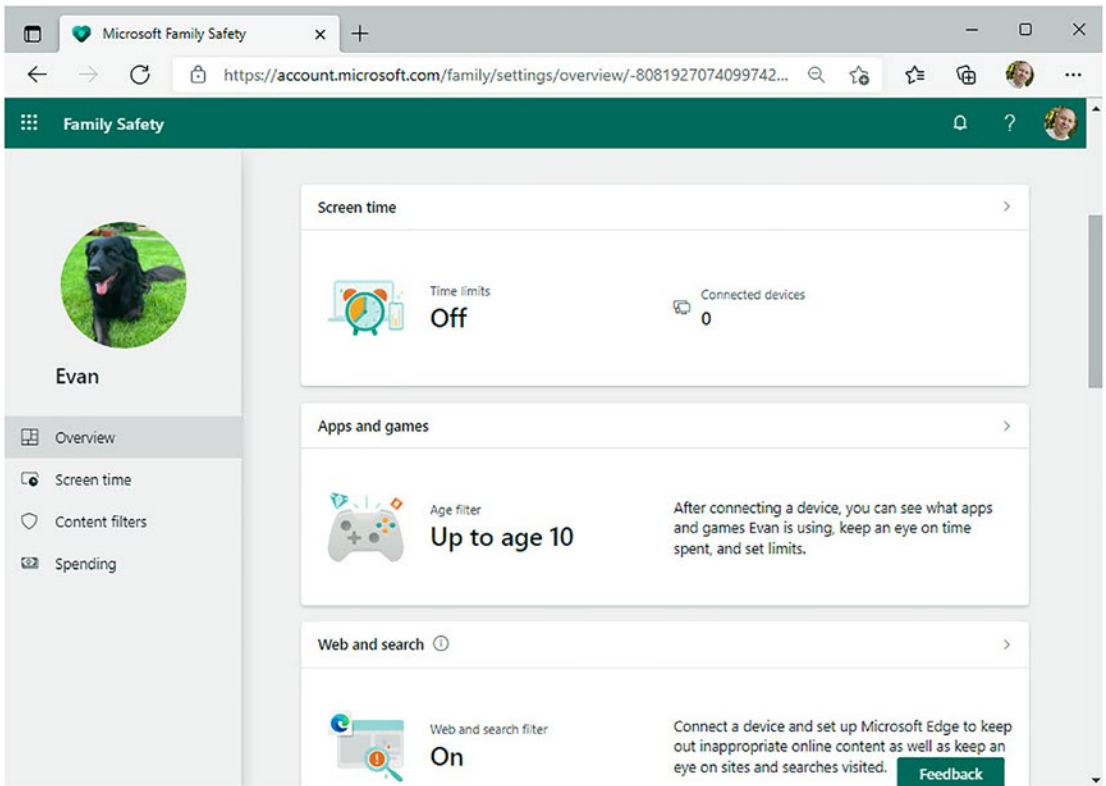 Microsoft Family Safety
https://account.microsoft.com/family/settings/overview/-8081927074099742...
Family Safety
?
Evan
Overview
Screen time
Content filters
Spending
Screen time
Time limits
Off
Connected devices
0
Apps and games
Age filter
Up to age 10
After connecting a device, you can see what apps
and games Evan is using, keep an eye on time
spent, and set limits.
Web and search
Web and search filter
On
Connect a device and set up Microsoft Edge to keep
out inappropriate online content as well as keep an
eye on sites and searches visited.
Feedback